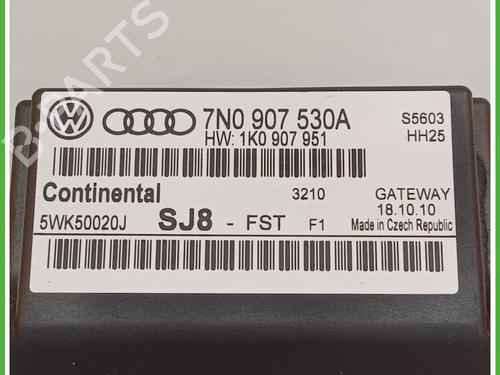 B-PARTS
7N0 907 530A
HW: 1K0 907 951
S5603
HH25
Continental
3210
GATEWAY
5WK50020J
SJ8 - FST F1
18.10.10
Made in Czech Republic